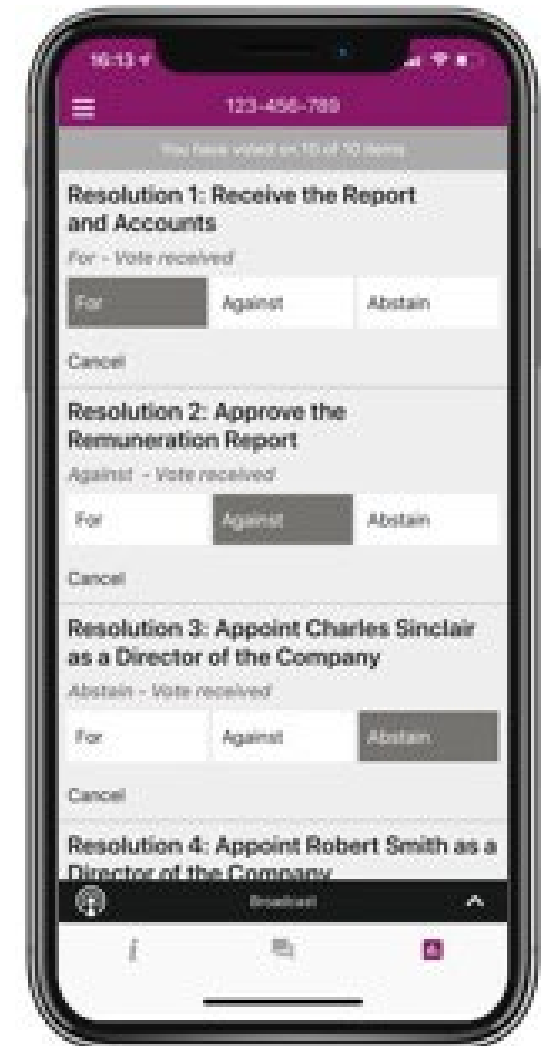 16:13
123-456-789
You have voted on 10 of 10 items
Resolution 1: Receive the Report
and Accounts
For - Vote received
For Against Abstain
Cancel
Resolution 2: Approve the
Remuneration Report
Against - Vote received
For Against Abstain
Cancel
Resolution 3: Appoint Charles Sinclair
as a Director of the Company
Abstain - Vote received
For Against Abstain
Cancel
Resolution 4: Appoint Robert Smith as a
Director of the Company
Broadcast
i